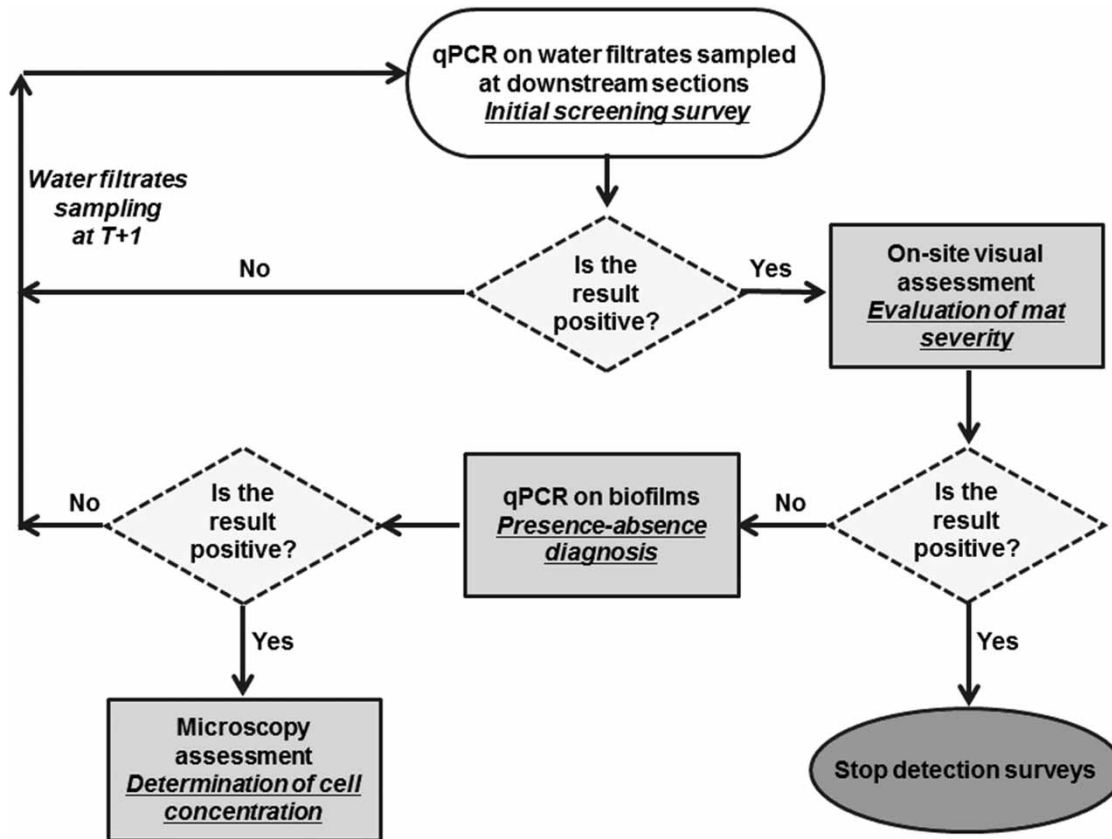 qPCR on water filtrates sampled
at downstream sections
Initial screening survey
Water filtrates
sampling
at T+1
No
Is the
result
positive?
Yes
On-site visual
assessment
Evaluation of mat
severity
No
Is the
result
positive?
qPCR on biofilms
Presence-absence
diagnosis
No
Is the
result
positive?
Yes
Yes
Microscopy
assessment
Determination of cell
concentration
Stop detection surveys